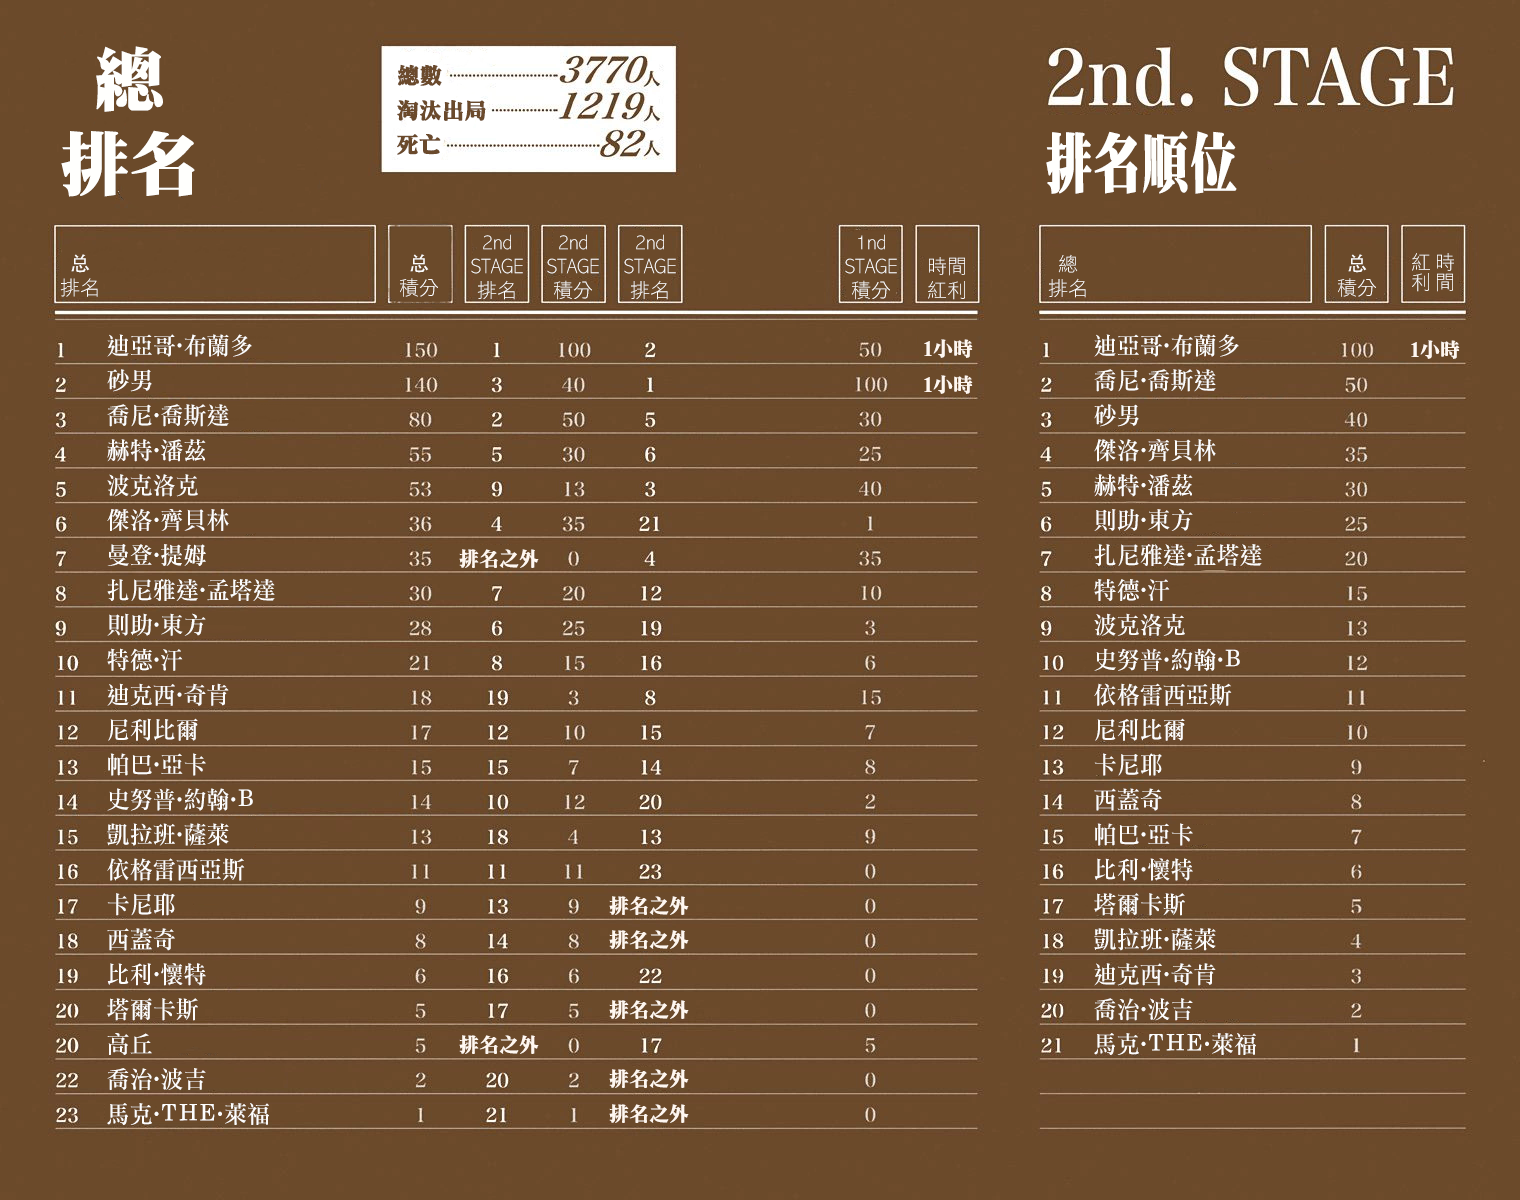 總
排名
總數 3770人
淘汰出局 1219人
死亡 82人
2nd. STAGE
排名順位
总
排名
总
積分
2nd
STAGE
排名
2nd
STAGE
積分
2nd
STAGE
排名
1nd
STAGE
積分
時間
紅利
1 迪亞哥·布蘭多 150 1 100 2 50 1小時
2 砂男 140 3 40 1 100 1小時
3 喬尼·喬斯達 80 2 50 5 30
4 赫特·潘茲 55 5 30 6 25
5 波克洛克 53 9 13 3 40
6 傑洛·齊貝林 36 4 35 21 1
7 曼登·提姆 35 排名之外 0 4 35
8 扎尼雅達·孟塔達 30 7 20 12 10
9 則助·東方 28 6 25 19 3
10 特德·汗 21 8 15 16 6
11 迪克西·奇肯 18 19 3 8 15
12 尼利比爾 17 12 10 15 7
13 帕巴·亞卡 15 15 7 14 8
14 史努普·約翰·B 14 10 12 20 2
15 凱拉班·薩萊 13 18 4 13 9
16 依格雷西亞斯 11 11 11 23 0
17 卡尼耶 9 13 9 排名之外 0
18 西蓋奇 8 14 8 排名之外 0
19 比利·懷特 6 16 6 22 0
20 塔爾卡斯 5 17 5 排名之外 0
20 高丘 5 排名之外 0 17 5
22 喬治·波吉 2 20 2 排名之外 0
23 馬克·THE·萊福 1 21 1 排名之外 0
總
排名
总
積分
紅時
利間
1 迪亞哥·布蘭多 100 1小時
2 喬尼·喬斯達 50
3 砂男 40
4 傑洛·齊貝林 35
5 赫特·潘茲 30
6 則助·東方 25
7 扎尼雅達·孟塔達 20
8 特德·汗 15
9 波克洛克 13
10 史努普·約翰·B 12
11 依格雷西亞斯 11
12 尼利比爾 10
13 卡尼耶 9
14 西蓋奇 8
15 帕巴·亞卡 7
16 比利·懷特 6
17 塔爾卡斯 5
18 凱拉班·薩萊 4
19 迪克西·奇肯 3
20 喬治·波吉 2
21 馬克·THE·萊福 1